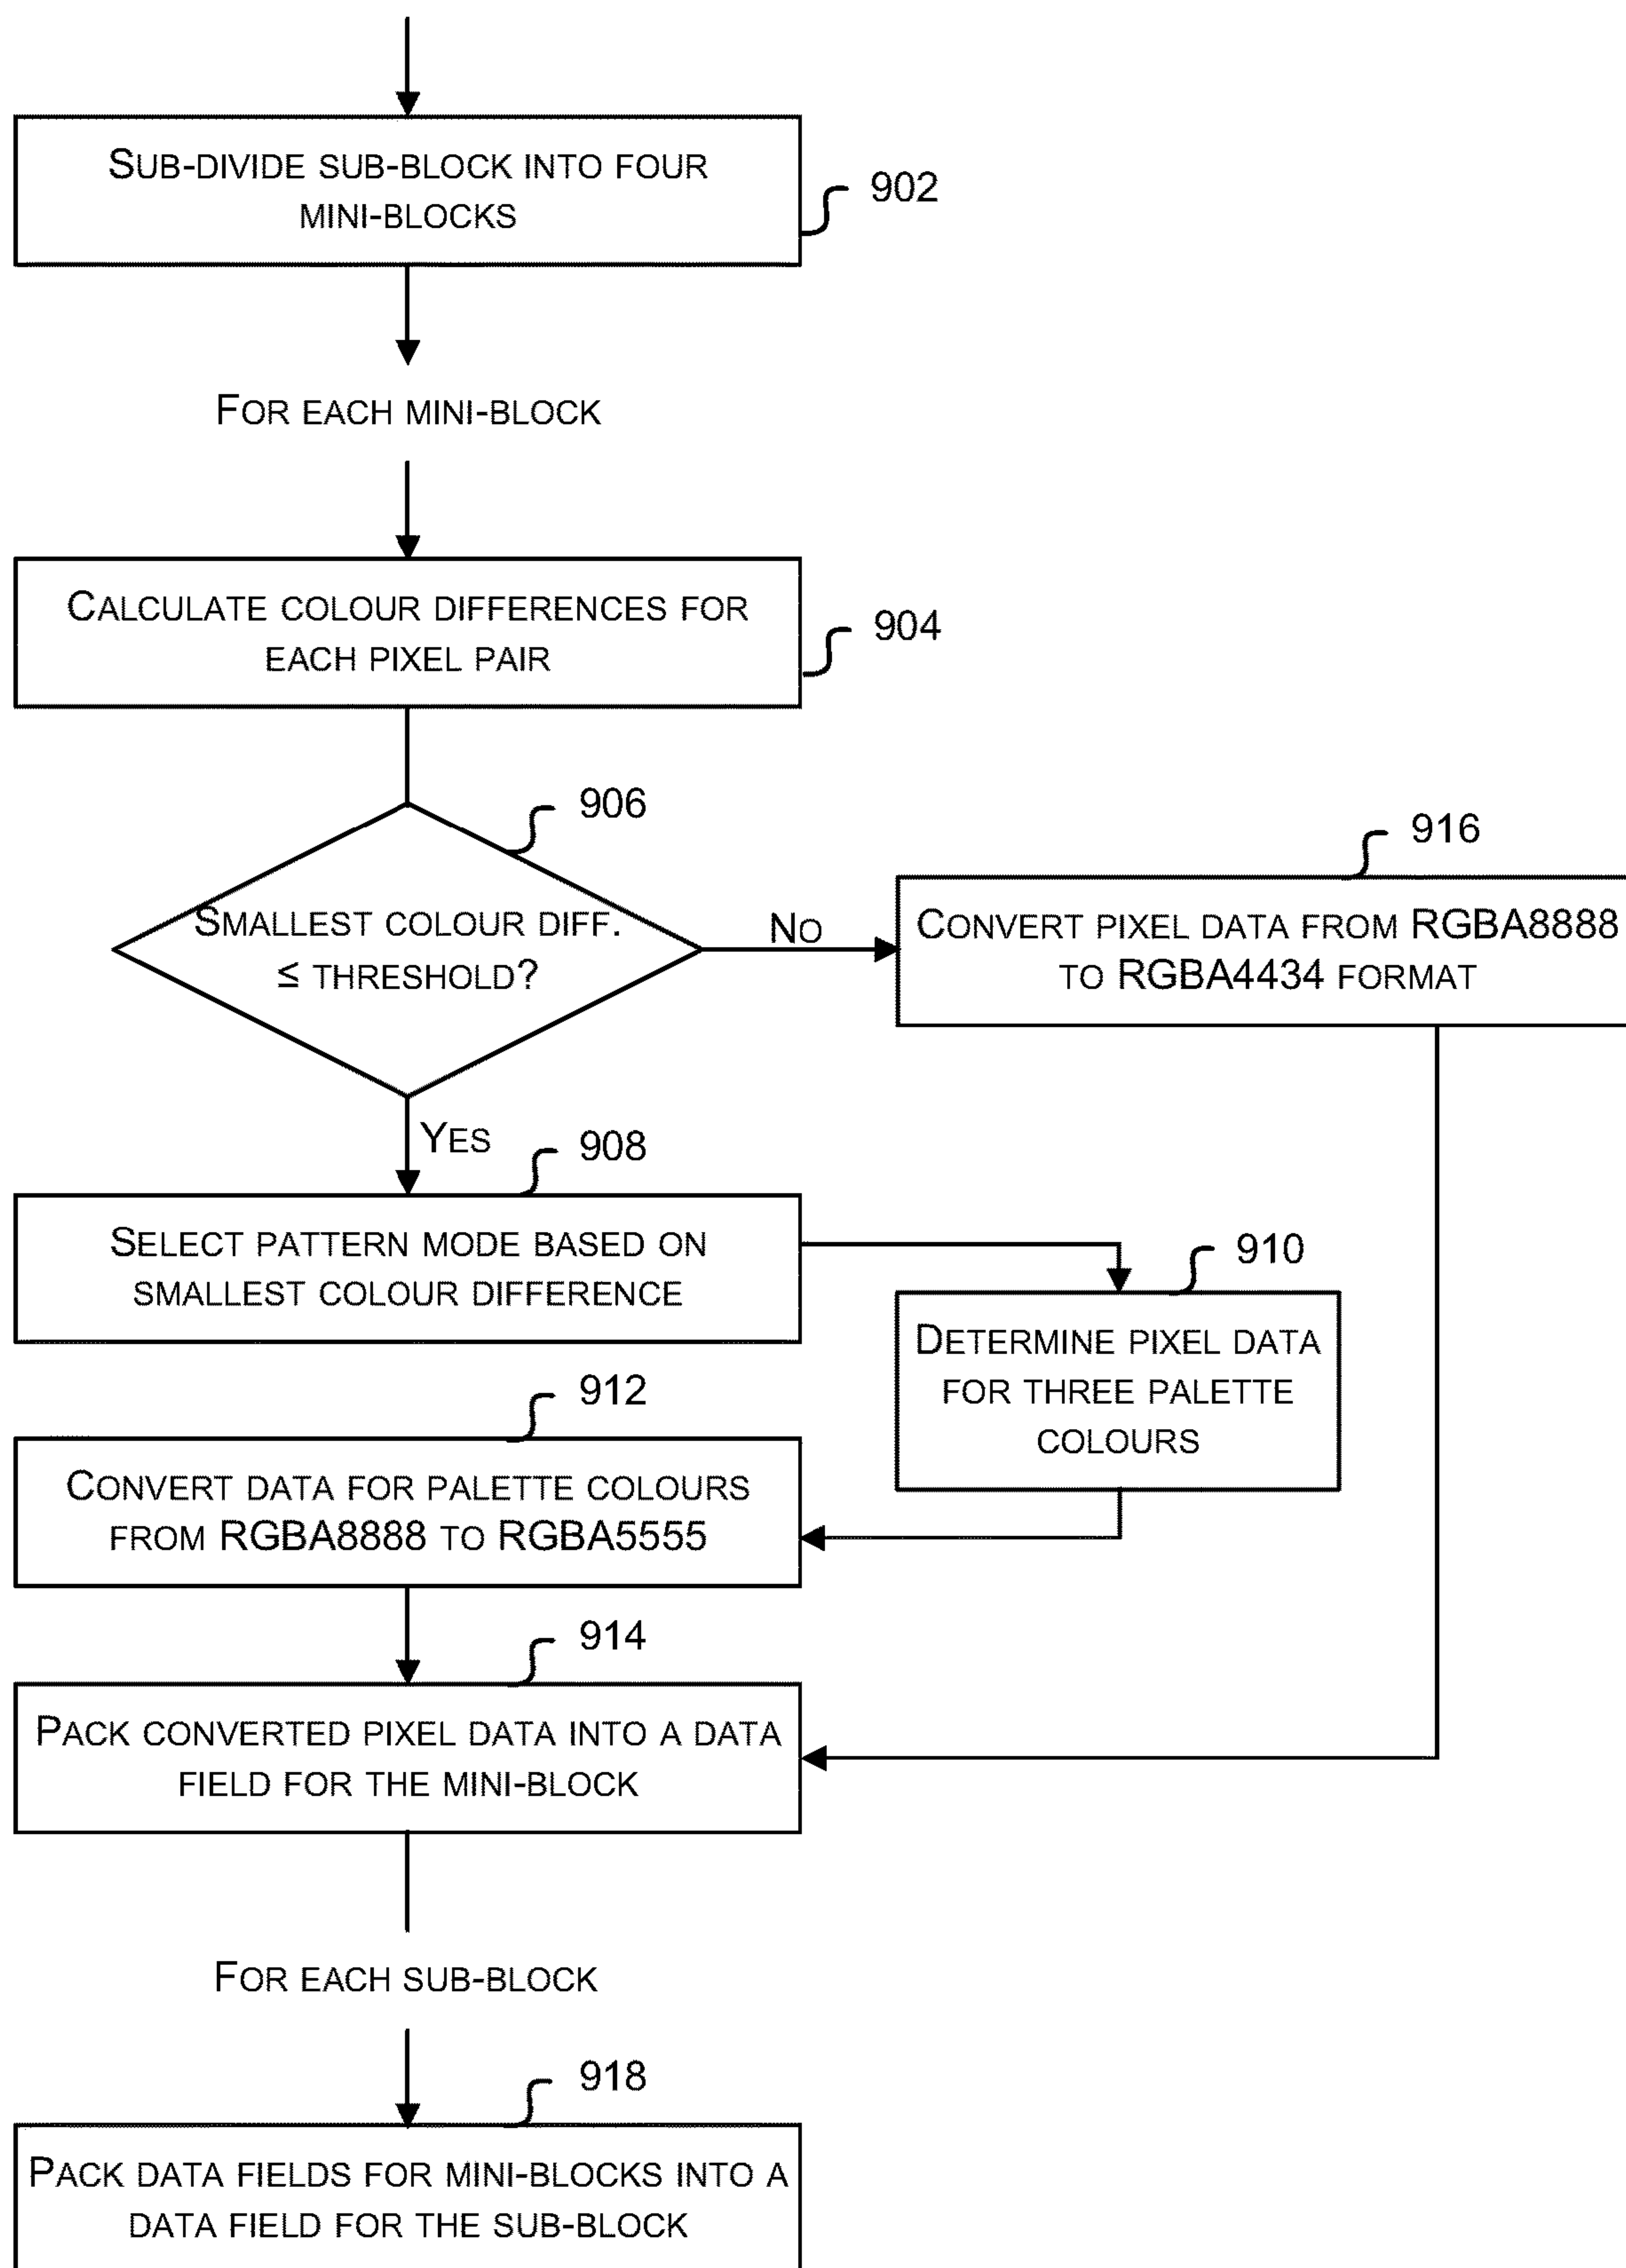 Sub-divide sub-block into four
mini-blocks
902
For each mini-block
Calculate colour differences for
each pixel pair
904
906
Smallest colour diff.
≤ threshold?
No
916
Convert pixel data from RGBA8888
to RGBA4434 format
Yes
908
Select pattern mode based on
smallest colour difference
910
Determine pixel data
for three palette
colours
912
Convert data for palette colours
from RGBA8888 to RGBA5555
914
Pack converted pixel data into a data
field for the mini-block
For each sub-block
918
Pack data fields for mini-blocks into a
data field for the sub-block